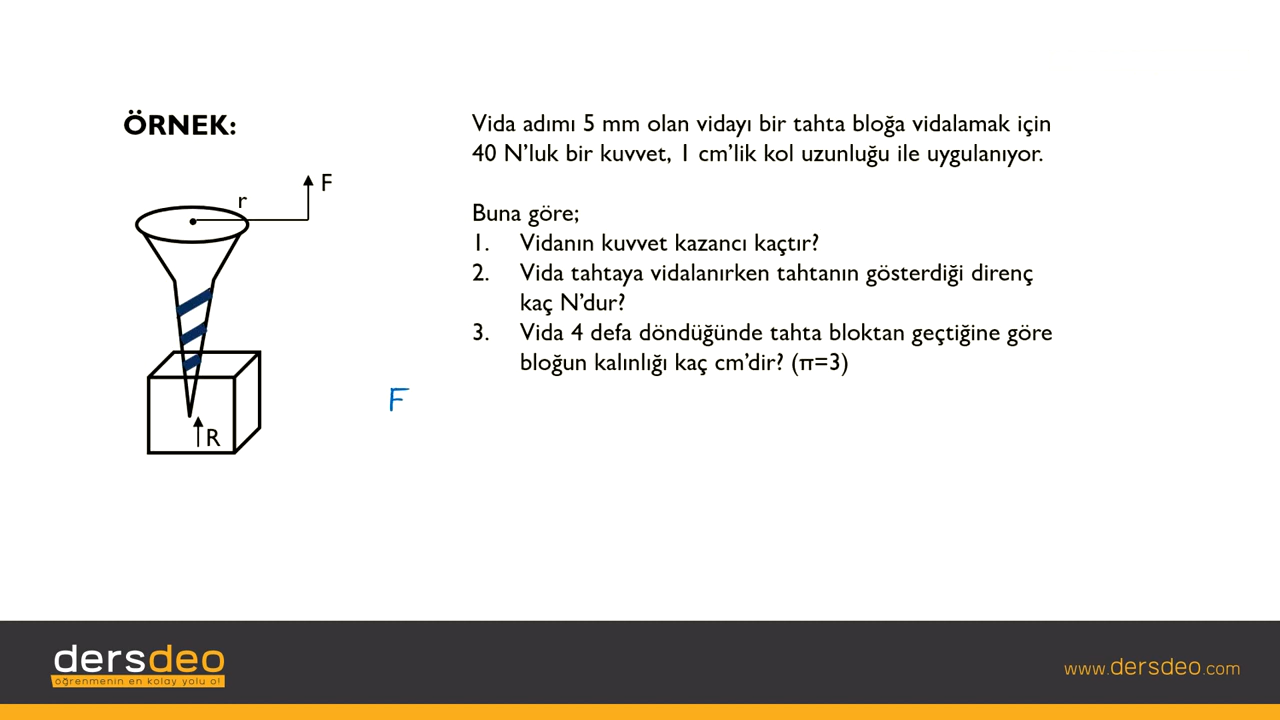 ÖRNEK:
Vida adımı 5 mm olan vidayı bir tahta bloğa vidalamak için
40 N'luk bir kuvvet, 1 cm'lik kol uzunluğu ile uygulanıyor.
Buna göre;
1. Vidanın kuvvet kazancı kaçtır?
2. Vida tahtaya vidalanırken tahtanın gösterdiği direnç
kaç N'dur?
3. Vida 4 defa döndüğünde tahta bloktan geçtiğine göre
bloğun kalınlığı kaç cm'dir? (π=3)
r
F
R
F
dersdeo
öğrenmenin en kolay yolu o!
www.dersdeo.com